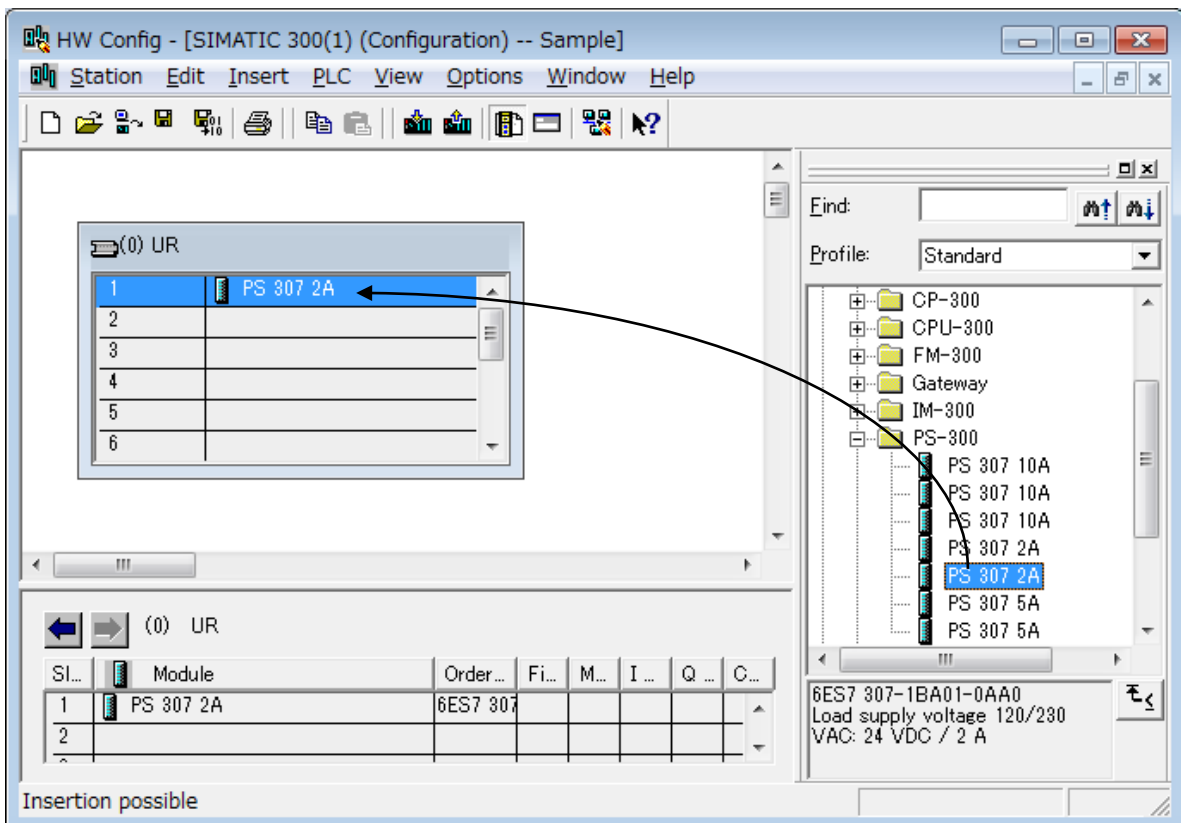 HW Config - [SIMATIC 300(1) (Configuration) -- Sample]
Station Edit Insert PLC View Options Window Help
(0) UR
1 PS 307 2A
2
3
4
5
6
Find:
Profile: Standard
CP-300
CPU-300
FM-300
Gateway
IM-300
PS-300
PS 307 10A
PS 307 10A
PS 307 10A
PS 307 2A
PS 307 2A
PS 307 5A
PS 307 5A
(0) UR
Sl... Module Order... Fi... M... I ... Q ... C...
1 PS 307 2A 6ES7 307
2
6ES7 307-1BA01-0AA0
Load supply voltage 120/230
VAC: 24 VDC / 2 A
Insertion possible